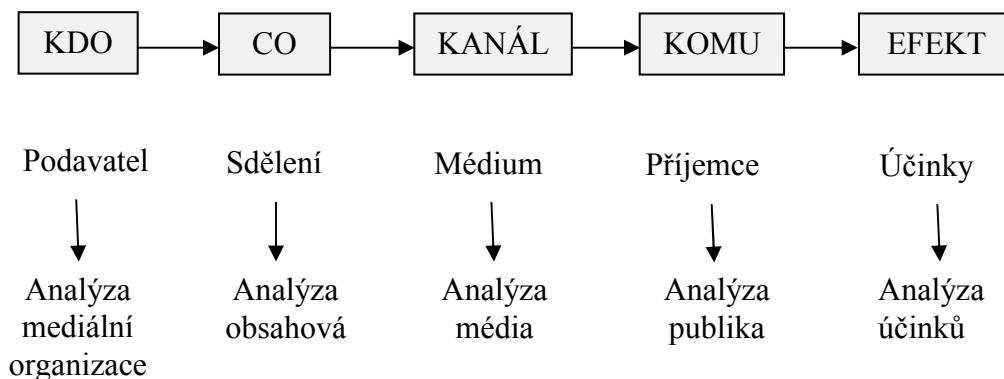 KDO CO KANÁL KOMU EFEKT
Podavatel Sdělení Médium Příjemce Účinky
Analýza Analýza Analýza Analýza Analýza
mediální obsahová média publika účinků
organizace